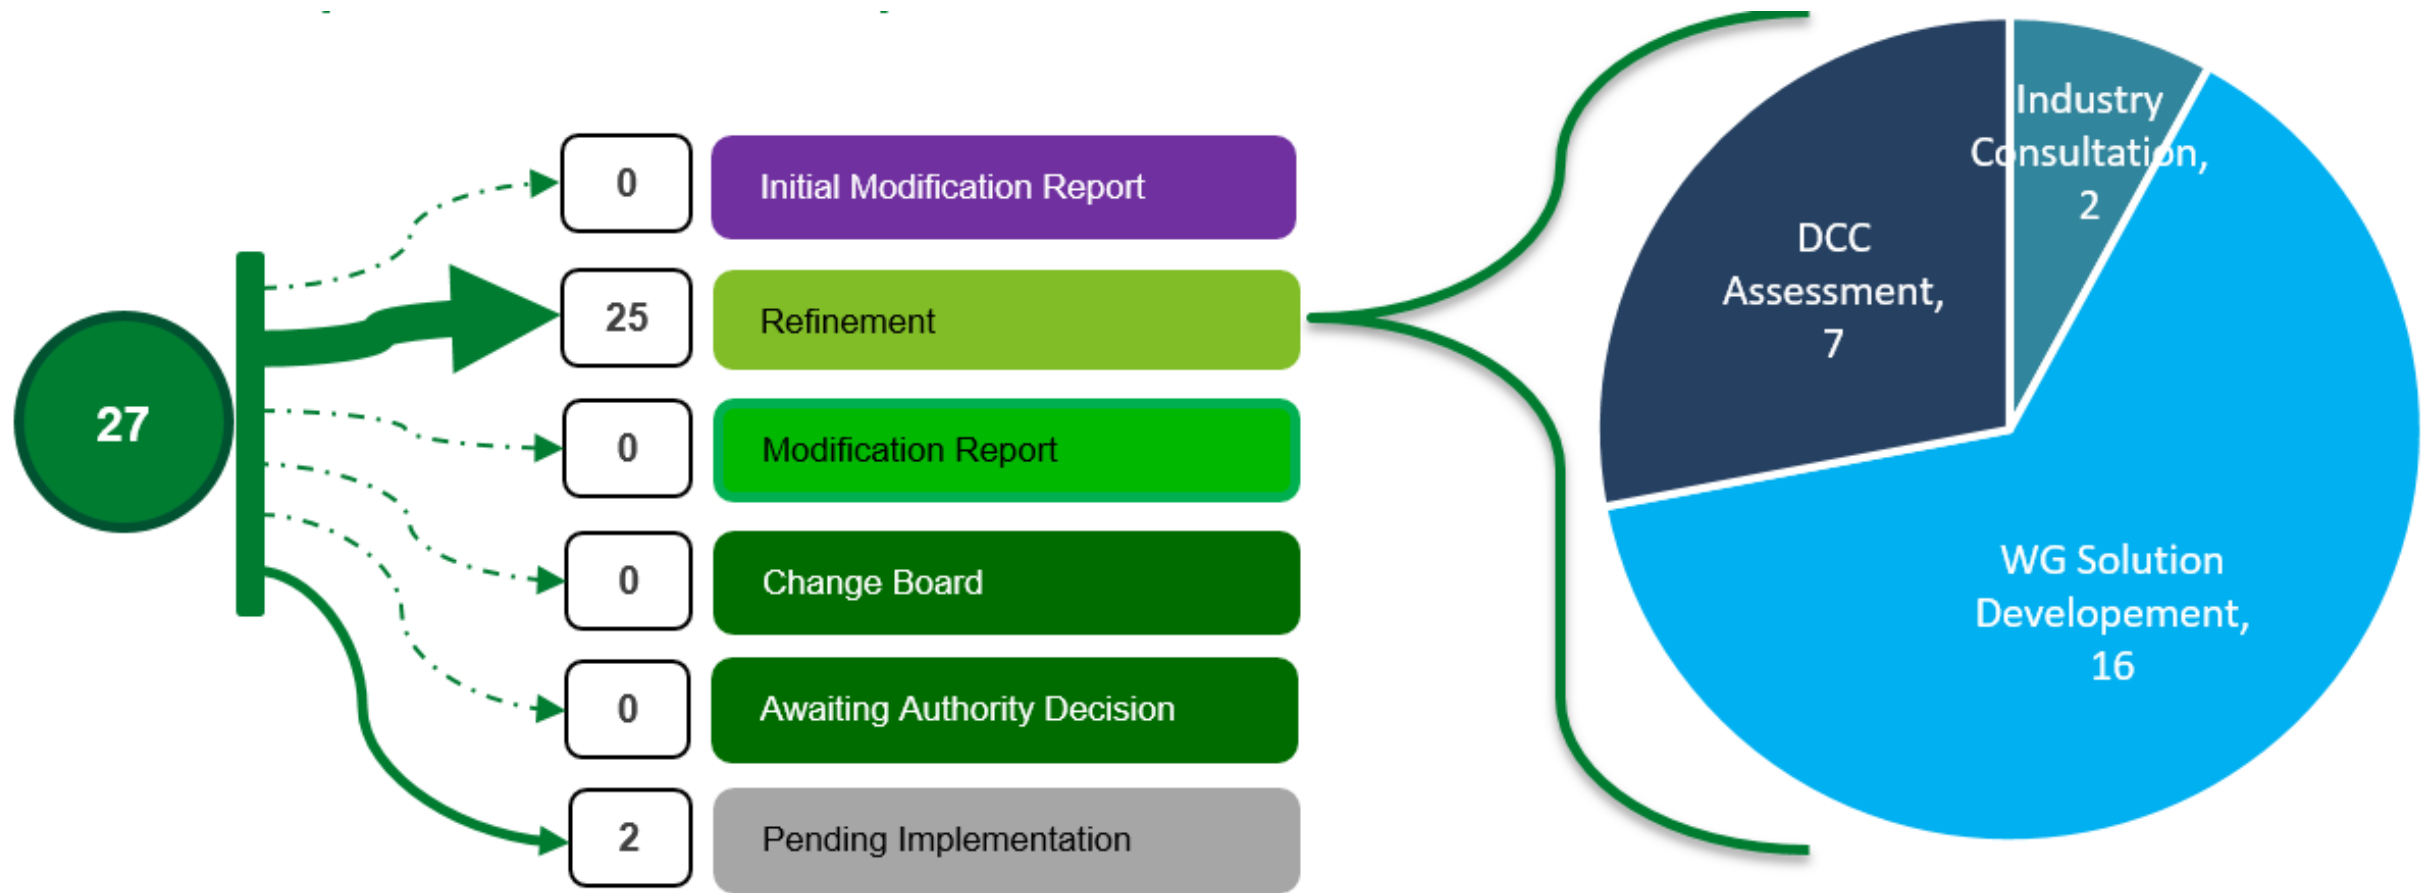 27
0
Initial Modification Report
25
Refinement
0
Modification Report
0
Change Board
0
Awaiting Authority Decision
2
Pending Implementation
Industry
Consultation,
2
DCC
Assessment,
7
WG Solution
Developement,
16